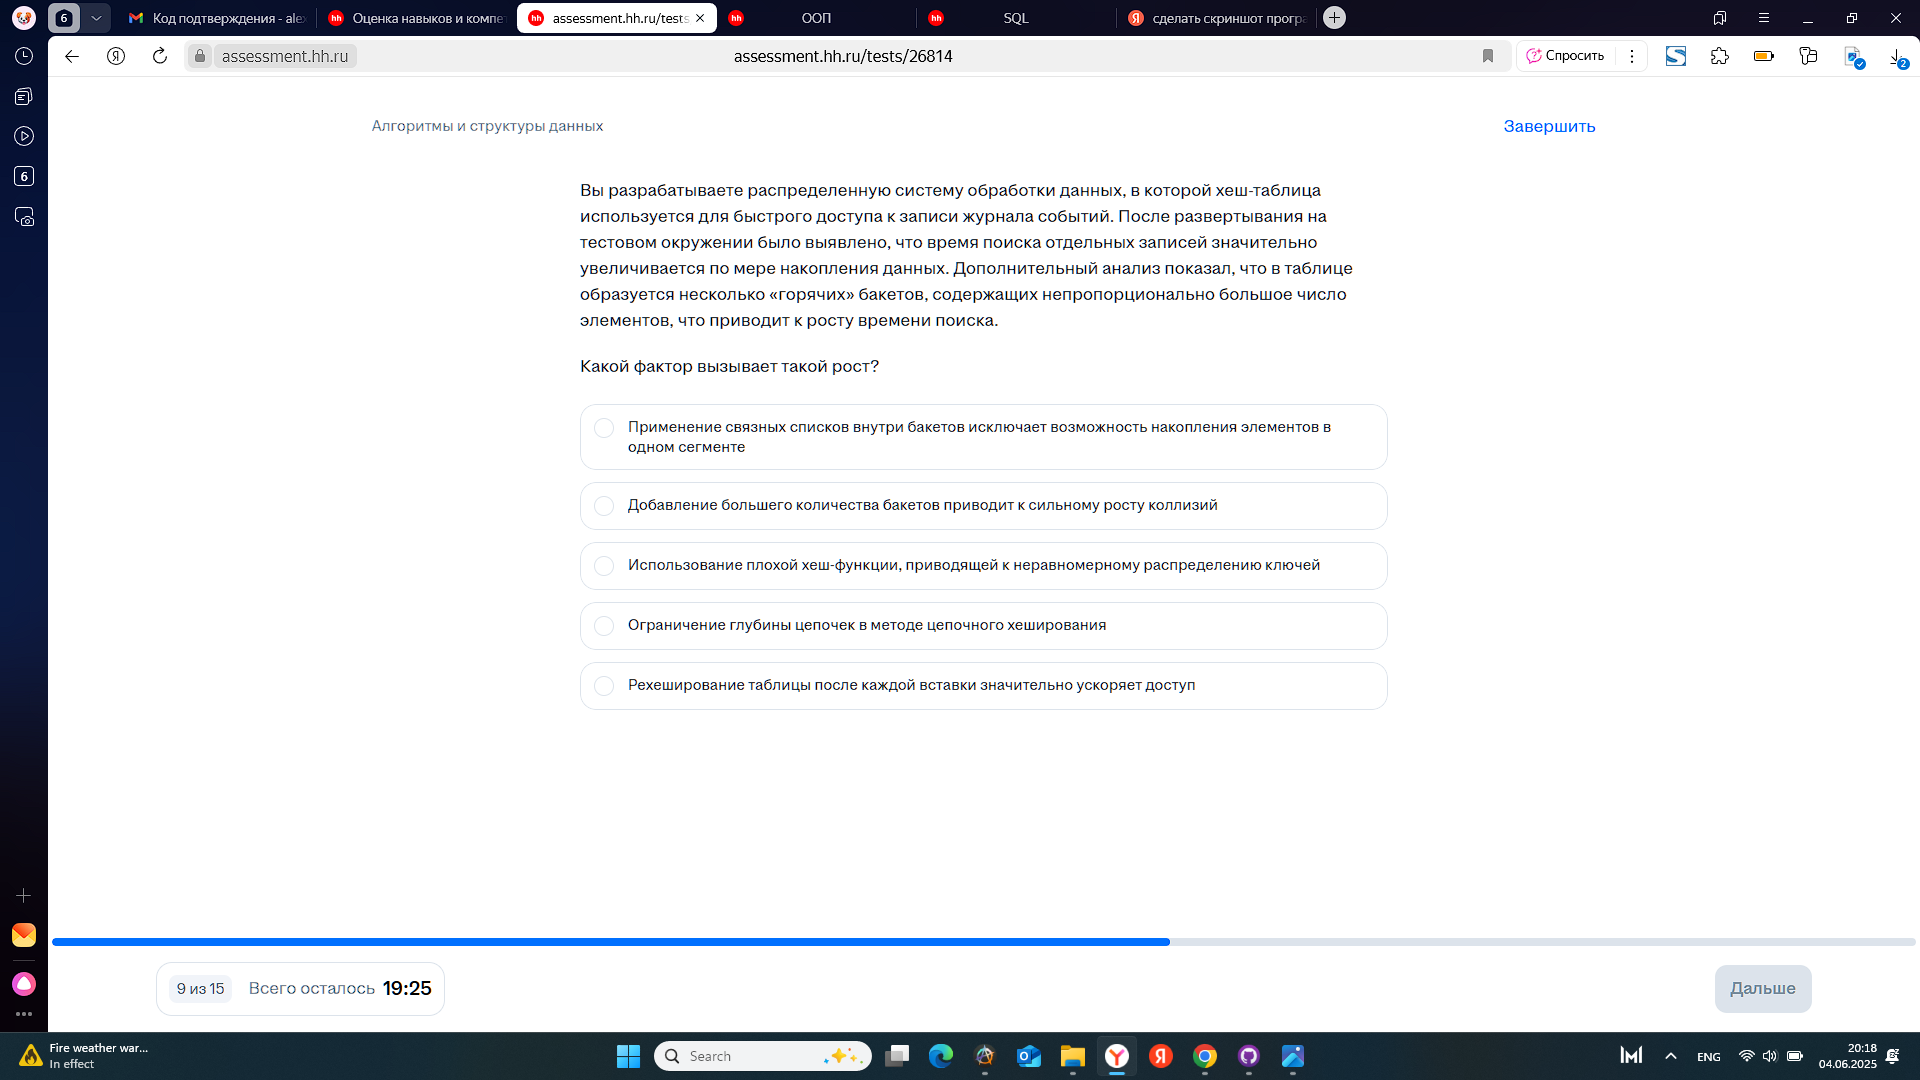 6
Код подтверждения - ale
Оценка навыков и компе
assessment.hh.ru/tests
ООП
SQL
сделать скриншот програ
assessment.hh.ru
assessment.hh.ru/tests/26814
Спросить
2
6
Алгоритмы и структуры данных
Завершить
Вы разрабатываете распределенную систему обработки данных, в которой хеш-таблица
используется для быстрого доступа к записи журнала событий. После развертывания на
тестовом окружении было выявлено, что время поиска отдельных записей значительно
увеличивается по мере накопления данных. Дополнительный анализ показал, что в таблице
образуется несколько «горячих» бакетов, содержащих непропорционально большое число
элементов, что приводит к росту времени поиска.
Какой фактор вызывает такой рост?
Применение связных списков внутри бакетов исключает возможность накопления элементов в
одном сегменте
Добавление большего количества бакетов приводит к сильному росту коллизий
Использование плохой хеш-функции, приводящей к неравномерному распределению ключей
Ограничение глубины цепочек в методе цепочного хеширования
Рехеширование таблицы после каждой вставки значительно ускоряет доступ
9 из 15
Всего осталось 19:25
Дальше
Fire weather war...
In effect
Search
ENG
20:18
04.06.2025